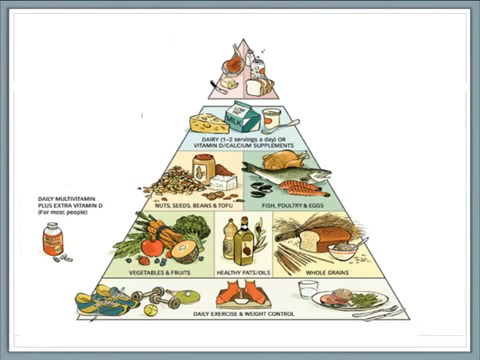 MILK
DAIRY (1–2 servings a day) OR
VITAMIN D/CALCIUM SUPPLEMENTS
NUTS, SEEDS, BEANS & TOFU
FISH, POULTRY & EGGS
DAILY MULTIVITAMIN
PLUS EXTRA VITAMIN D
(For most people)
VEGETABLES & FRUITS
HEALTHY FATS/OILS
WHOLE GRAINS
DAILY EXERCISE & WEIGHT CONTROL